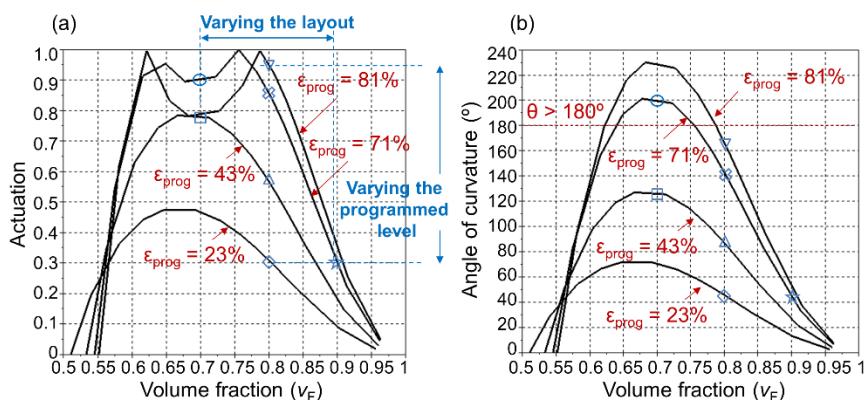 (a)
Varying the layout
Actuation
1.0
0.9
0.8
0.7
0.6
0.5
0.4
0.3
0.2
0.1
0
0.5
0.55
0.6
0.65
0.7
0.75
0.8
0.85
0.9
0.95
1
Volume fraction (vF)
εprog = 81%
εprog = 71%
εprog = 43%
εprog = 23%
Varying the
programmed
level
(b)
Angle of curvature (º)
240
220
200
180
160
140
120
100
80
60
40
20
0
0.5
0.55
0.6
0.65
0.7
0.75
0.8
0.85
0.9
0.95
1
Volume fraction (vF)
θ > 180º
εprog = 81%
εprog = 71%
εprog = 43%
εprog = 23%